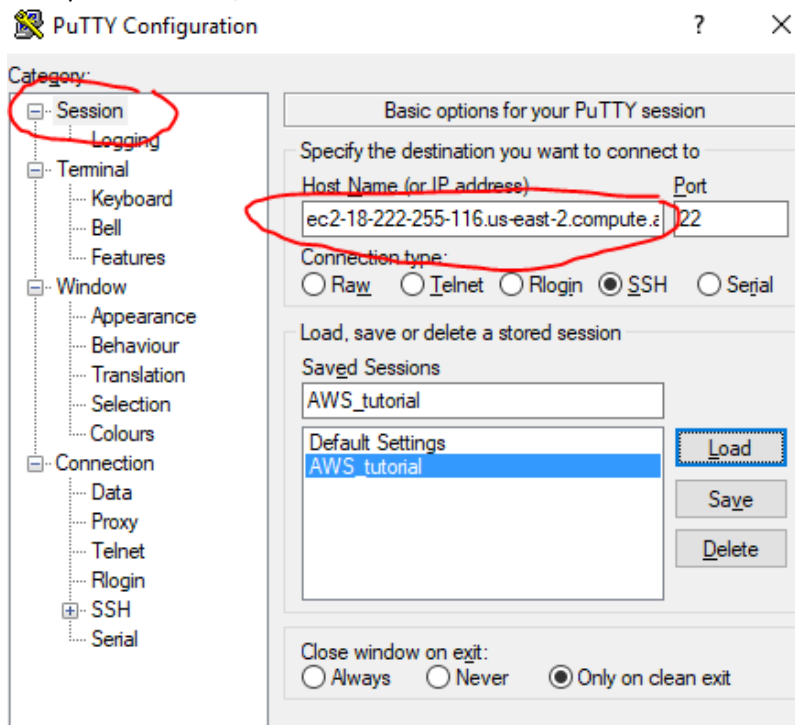 PuTTY Configuration ? ×
Category:
Session
Logging
Terminal
Keyboard
Bell
Features
Window
Appearance
Behaviour
Translation
Selection
Colours
Connection
Data
Proxy
Telnet
Rlogin
SSH
Serial
Basic options for your PuTTY session
Specify the destination you want to connect to
Host Name (or IP address) Port
ec2-18-222-255-116.us-east-2.compute.a 22
Connection type:
Raw Telnet Rlogin SSH Serial
Load, save or delete a stored session
Saved Sessions
AWS_tutorial
Default Settings
AWS_tutorial
Load
Save
Delete
Close window on exit:
Always Never Only on clean exit